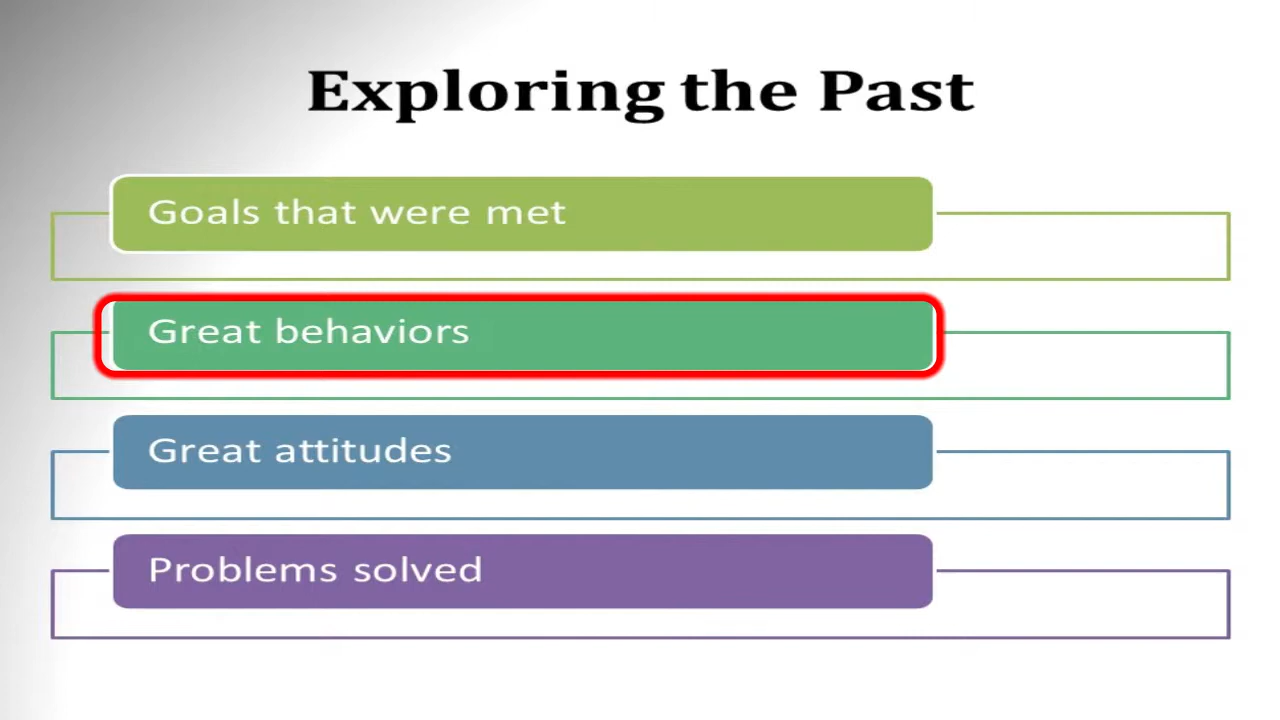 Exploring the Past
Goals that were met
Great behaviors
Great attitudes
Problems solved